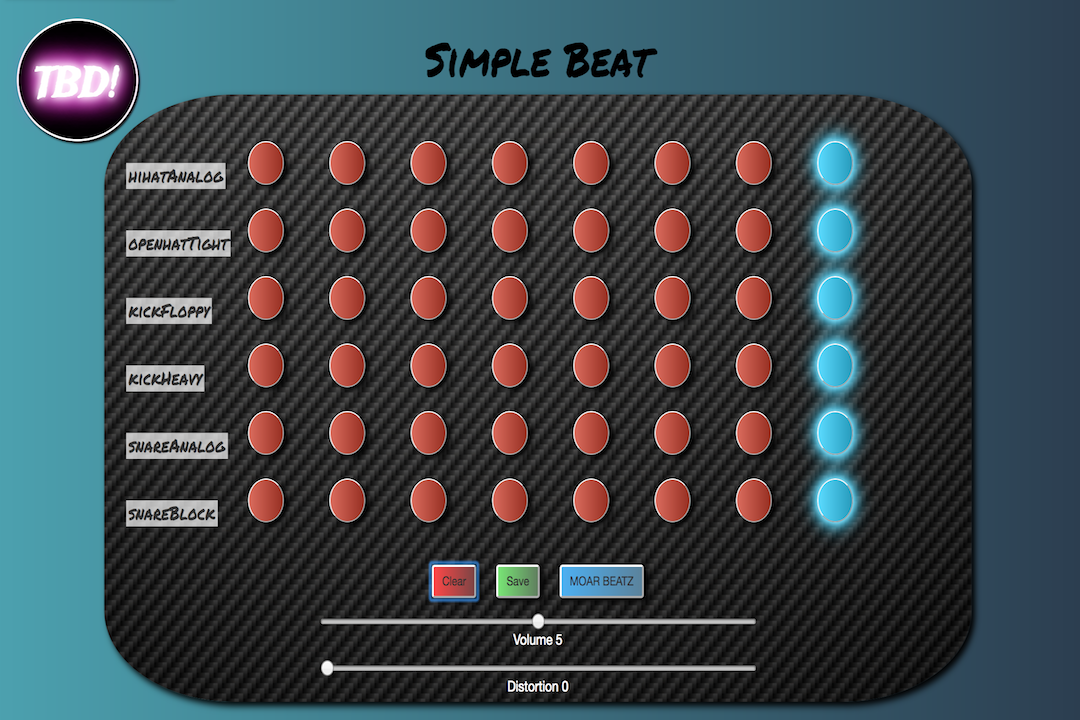 TBD!
Simple Beat
hihatAnalog
openhatTight
kickFloppy
kickHeavy
snareAnalog
snareBlock
Clear Save MOAR BEATZ
Volume 5
Distortion 0